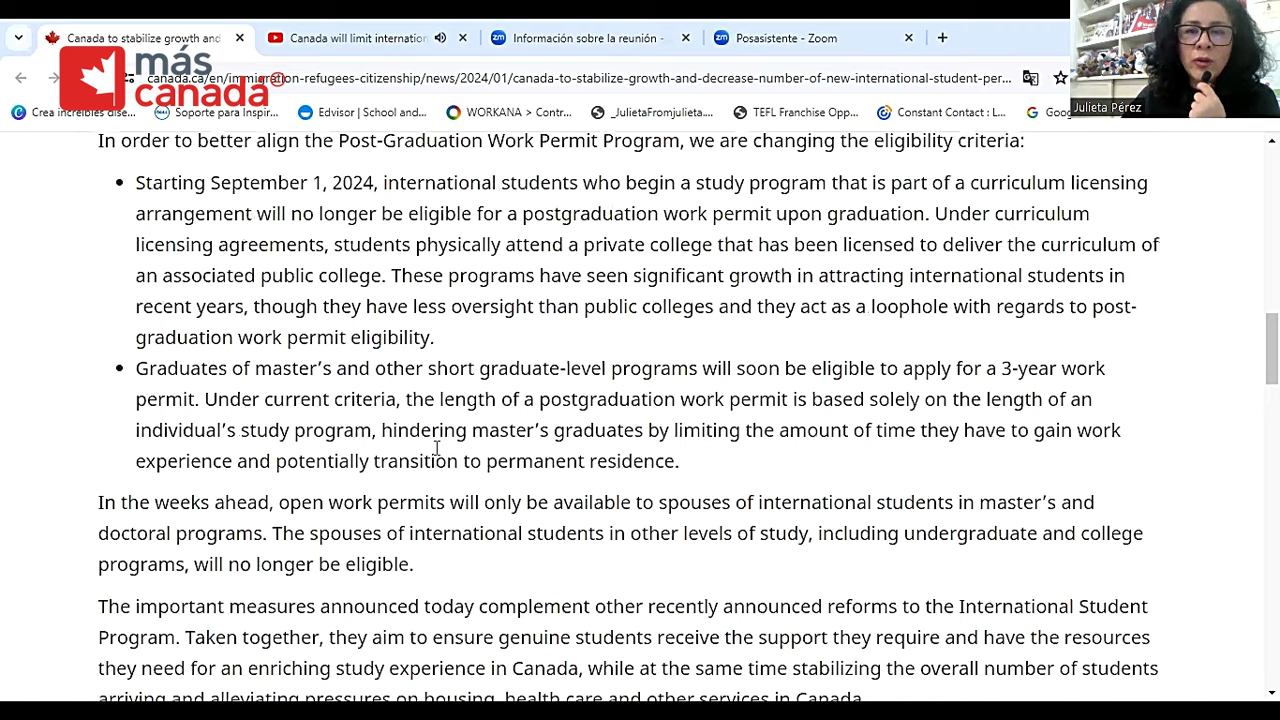 Canada to stabilize growth and
Canada will limit internation
Información sobre la reunión -
Posasistente - Zoom
más
canadá
canada.ca/en/immigration-refugees-citizenship/news/2024/01/canada-to-stabilize-growth-and-decrease-number-of-new-international-student-per...
Julieta Pérez
Crea increíbles dise...
Soporte para Inspir...
Edvisor | School and...
WORKANA > Contr...
_JulietaFromjulieta....
TEFL Franchise Opp...
Constant Contact : L...
Goog
In order to better align the Post-Graduation Work Permit Program, we are changing the eligibility criteria:
• Starting September 1, 2024, international students who begin a study program that is part of a curriculum licensing
arrangement will no longer be eligible for a postgraduation work permit upon graduation. Under curriculum
licensing agreements, students physically attend a private college that has been licensed to deliver the curriculum of
an associated public college. These programs have seen significant growth in attracting international students in
recent years, though they have less oversight than public colleges and they act as a loophole with regards to post-
graduation work permit eligibility.
• Graduates of master’s and other short graduate-level programs will soon be eligible to apply for a 3-year work
permit. Under current criteria, the length of a postgraduation work permit is based solely on the length of an
individual’s study program, hindering master’s graduates by limiting the amount of time they have to gain work
experience and potentially transition to permanent residence.
In the weeks ahead, open work permits will only be available to spouses of international students in master’s and
doctoral programs. The spouses of international students in other levels of study, including undergraduate and college
programs, will no longer be eligible.
The important measures announced today complement other recently announced reforms to the International Student
Program. Taken together, they aim to ensure genuine students receive the support they require and have the resources
they need for an enriching study experience in Canada, while at the same time stabilizing the overall number of students
arriving and alleviating pressures on housing, health care and other services in Canada.